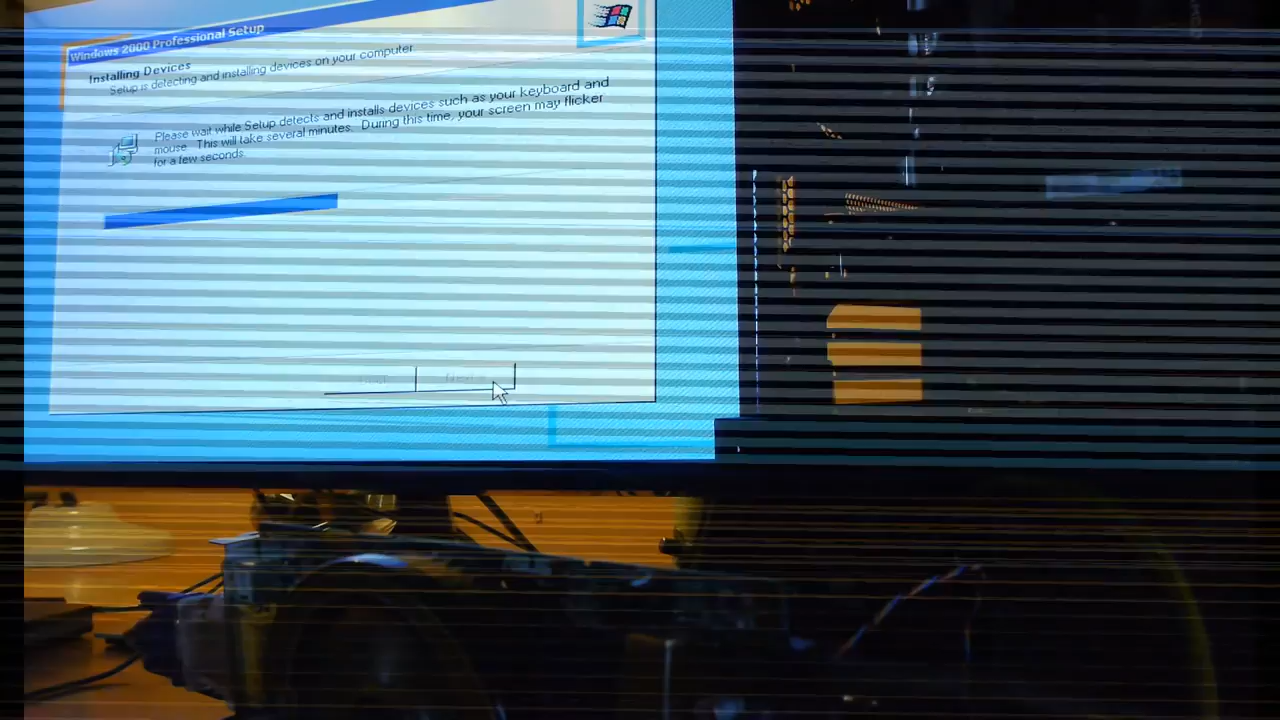 Windows 2000 Professional Setup
Installing Devices
Setup is detecting and installing devices on your computer
Please wait while Setup detects and installs devices such as your keyboard and
mouse. This will take several minutes. During this time, your screen may flicker
for a few seconds.